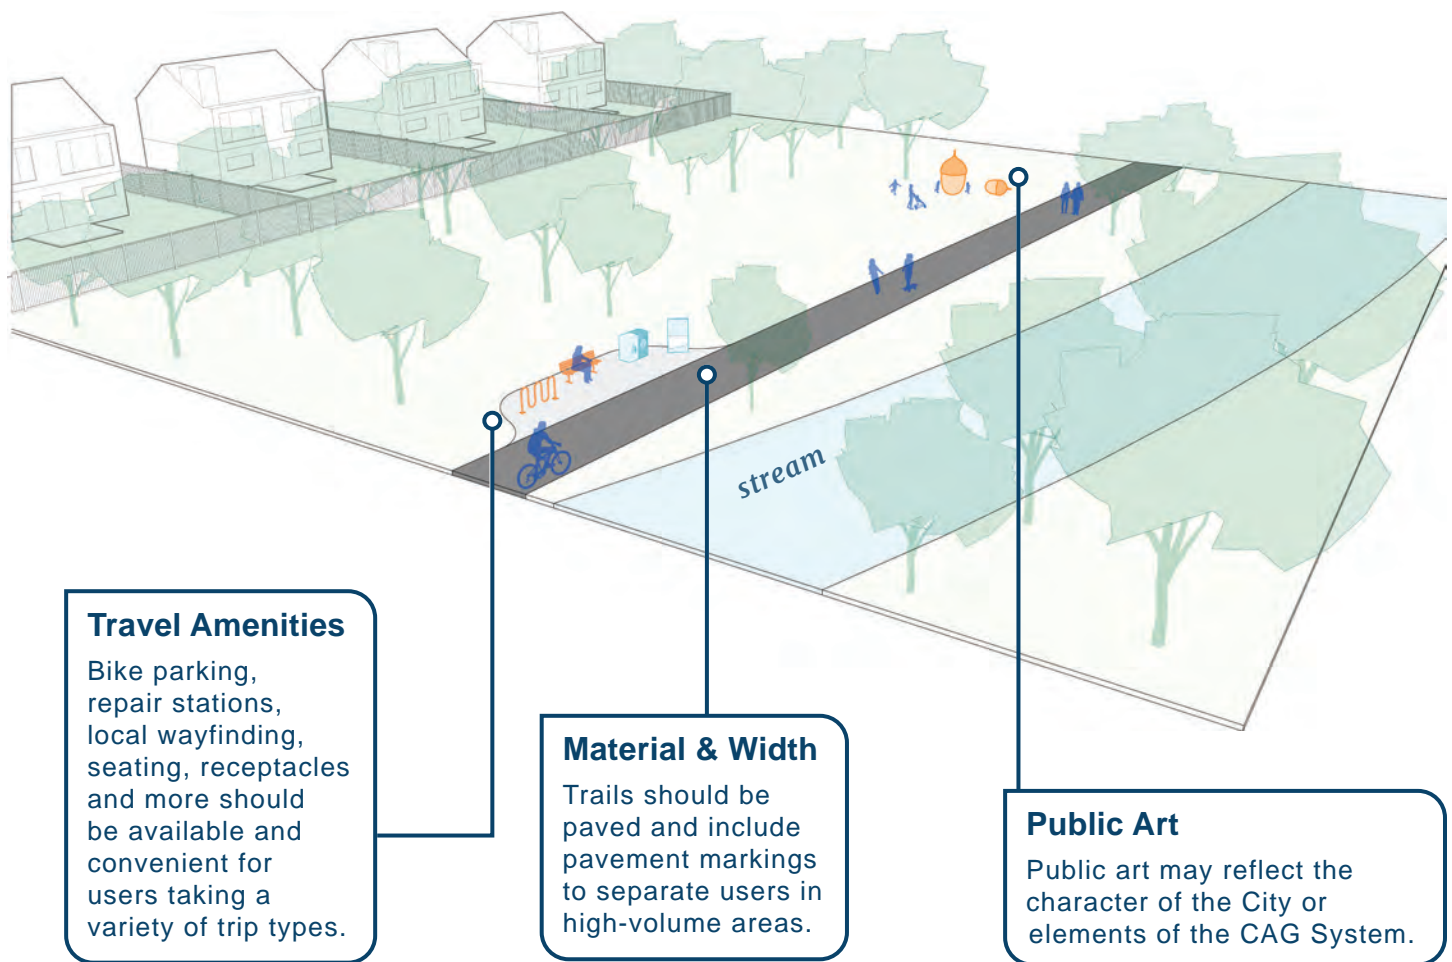 stream
Travel Amenities
Bike parking,
repair stations,
local wayfinding,
seating, receptacles
and more should
be available and
convenient for
users taking a
variety of trip types.
Material & Width
Trails should be
paved and include
pavement markings
to separate users in
high-volume areas.
Public Art
Public art may reflect the
character of the City or
elements of the CAG System.